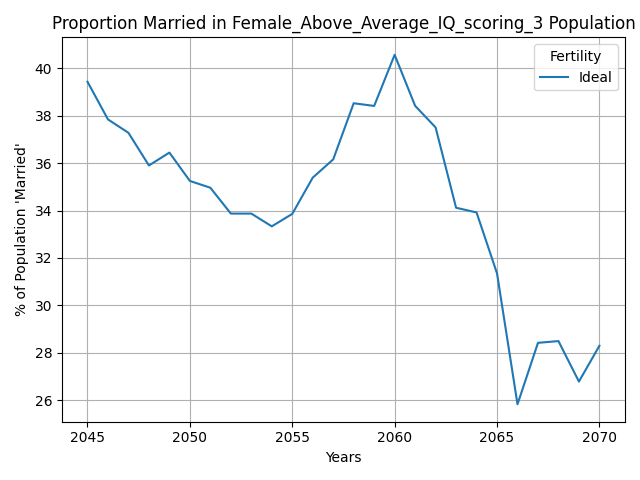 Proportion Married in Female_Above_Average_IQ_scoring_3 Population
Fertility
Ideal
% of Population 'Married'
40
38
36
34
32
30
28
26
2045
2050
2055
2060
2065
2070
Years